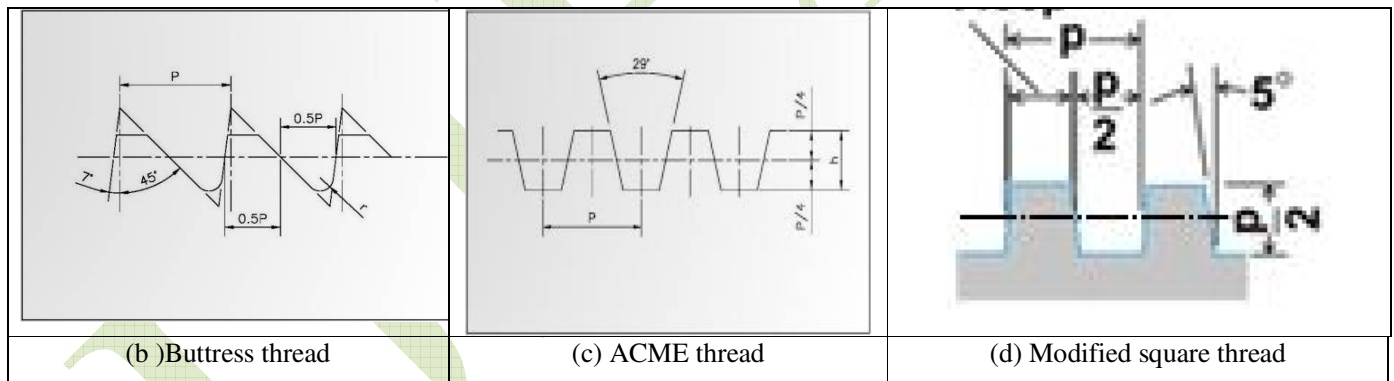 P
0.5P
7°
45°
0.5P
r
29°
P/4
h
P/4
P
p
p
2
5°
p
2
(b )Buttress thread
(c) ACME thread
(d) Modified square thread